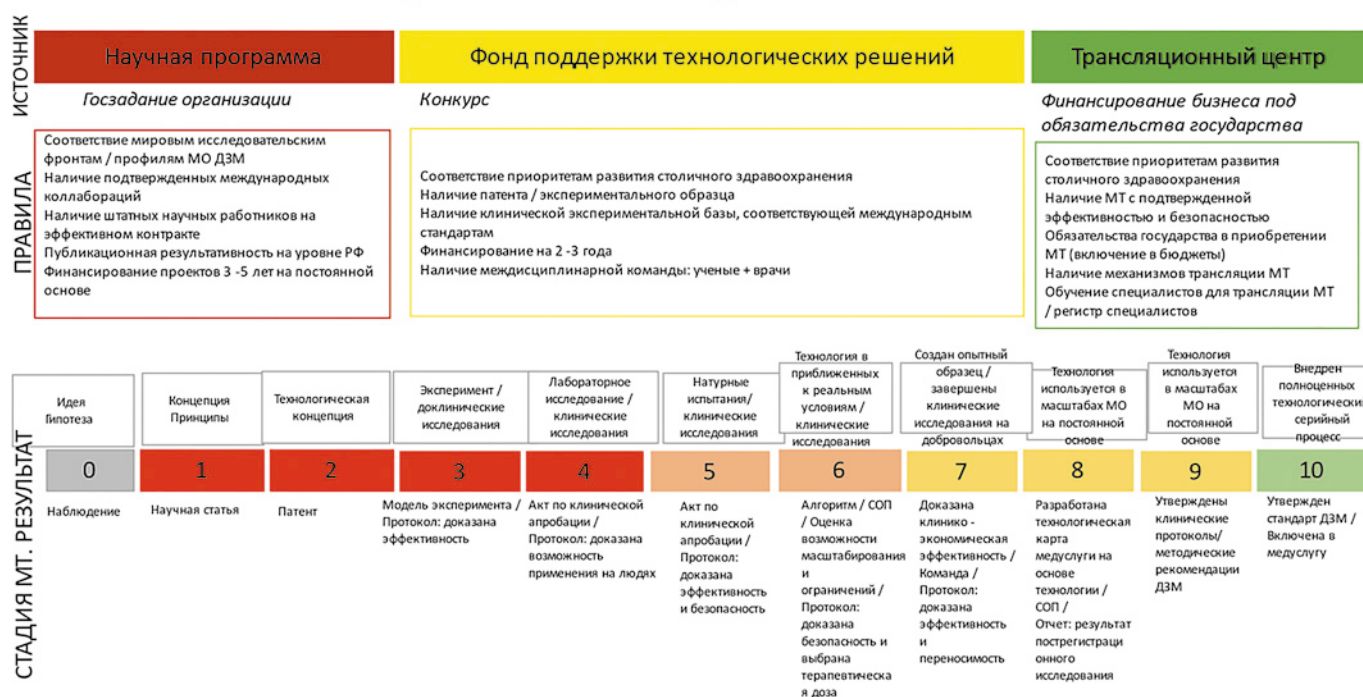 ИСТОЧНИК
Научная программа
Фонд поддержки технологических решений
Трансляционный центр
Госзадание организации
Конкурс
Финансирование бизнеса под
обязательства государства
ПРАВИЛА
Соответствие мировым исследовательским
фронтам / профилям МО ДЗМ
Наличие подтвержденных международных
коллабораций
Наличие штатных научных работников на
эффективном контракте
Публикационная результативность на уровне РФ
Финансирование проектов 3 -5 лет на постоянной
основе
Соответствие приоритетам развития столичного здравоохранения
Наличие патента / экспериментального образца
Наличие клинической экспериментальной базы, соответствующей международным
стандартам
Финансирование на 2 -3 года
Наличие междисциплинарной команды: ученые + врачи
Соответствие приоритетам развития
столичного здравоохранения
Наличие МТ с подтвержденной
эффективностью и безопасностью
Обязательства государства в приобретении
МТ (включение в бюджеты)
Наличие механизмов трансляции МТ
Обучение специалистов для трансляции МТ
/ регистр специалистов
СТАДИЯ МТ. РЕЗУЛЬТАТ
Идея
Гипотеза
Концепция
Принципы
Технологическая
концепция
Эксперимент /
доклинические
исследования
Лабораторное
исследование /
клинические
исследования
Натурные
испытания/
клинические
исследования
Технология в
приближенных
к реальным
условиям /
клинические
исследования
Создан опытный
образец /
завершены
клинические
исследования на
добровольцах
Технология
используется в
масштабах МО
на постоянной
основе
Технология
используется
в масштабах
МО на
постоянной
основе
Внедрен
полноценных
технологический
серийный
процесс
0
1
2
3
4
5
6
7
8
9
10
Наблюдение
Научная статья
Патент
Модель эксперимента /
Протокол: доказана
эффективность
Акт по клинической
апробации /
Протокол: доказана
возможность
применения на людях
Акт по
клинической
апробации /
Протокол:
доказана
эффективность
и безопасность
Алгоритм / СОП
/ Оценка
возможности
масштабирования
и
ограничений /
Протокол:
доказана
безопасность и
выбрана
терапевтическа
я доза
Доказана
клинико -
экономическая
эффективность /
Команда /
Протокол:
доказана
эффективность
и
переносимость
Разработана
технологическая
карта
медуслуги на
основе
технологии /
СОП /
Отчет: результат
пострегистраци
онного
исследования
Утверждены
клинические
протоколы/
методические
рекомендации
ДЗМ
Утвержден
стандарт ДЗМ /
Включена в
медуслугу